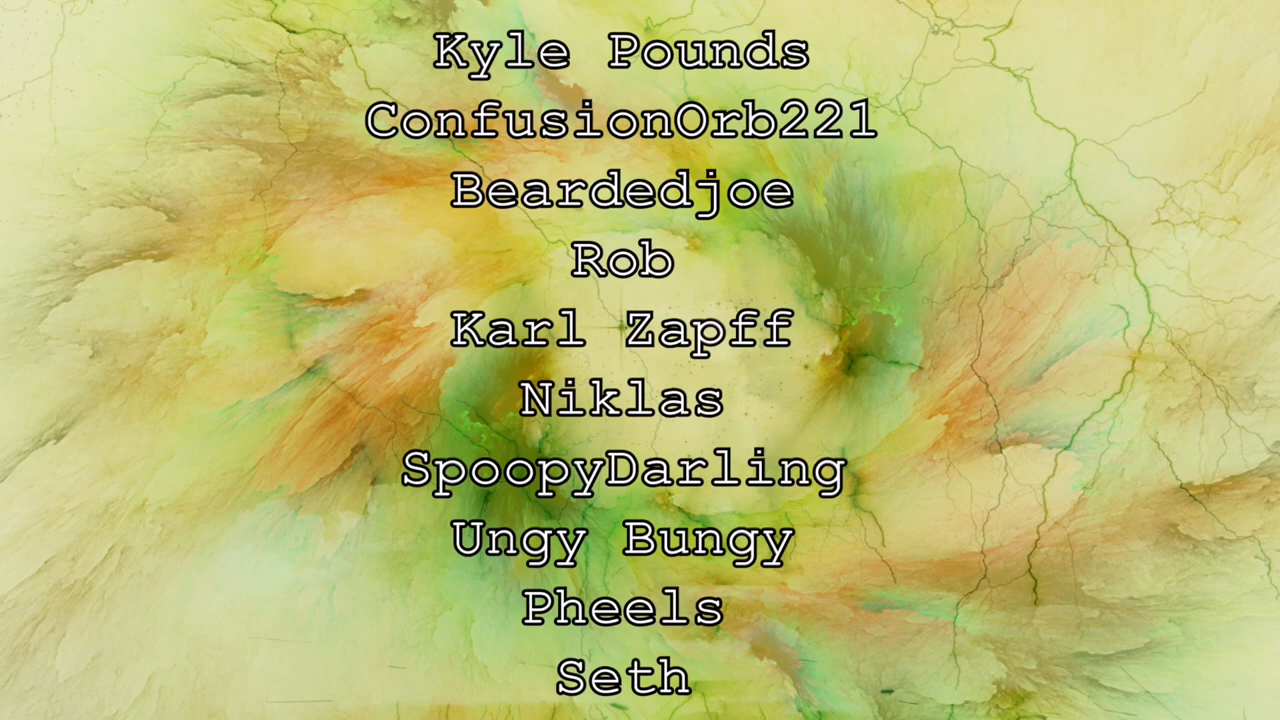 Kyle Pounds
ConfusionOrb221
Beardedjoe
Rob
Karl Zapff
Niklas
SpoopyDarling
Ungy Bungy
Pheels
Seth